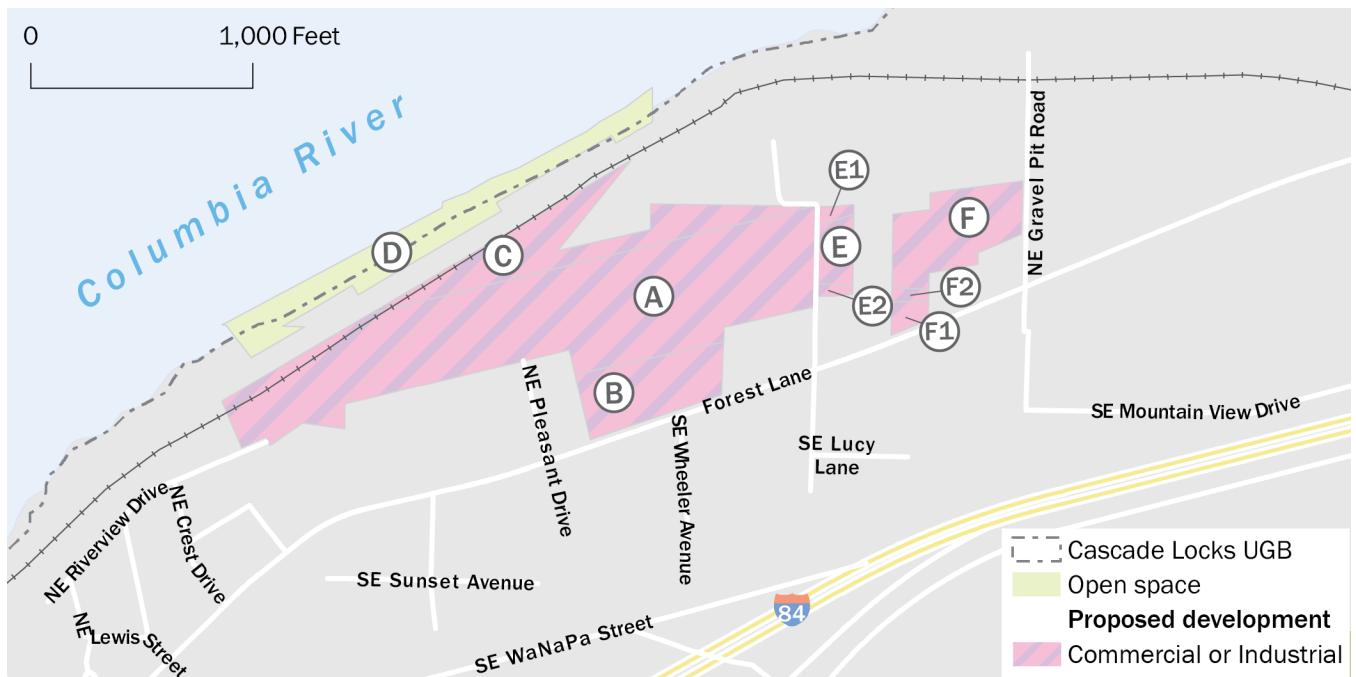 0 1,000 Feet
Columbia River
NE Gravel Pit Road
E1
F
D
C
E
A
F2
E2
F1
B
NE Pleasant Drive
Forest Lane
SE Mountain View Drive
SE Wheeler Avenue
SE Lucy
Lane
NE Riverview Drive
NE Crest Drive
SE Sunset Avenue
84
NE Lewis Street
SE WaNaPa Street
Cascade Locks UGB
Open space
Proposed development
Commercial or Industrial